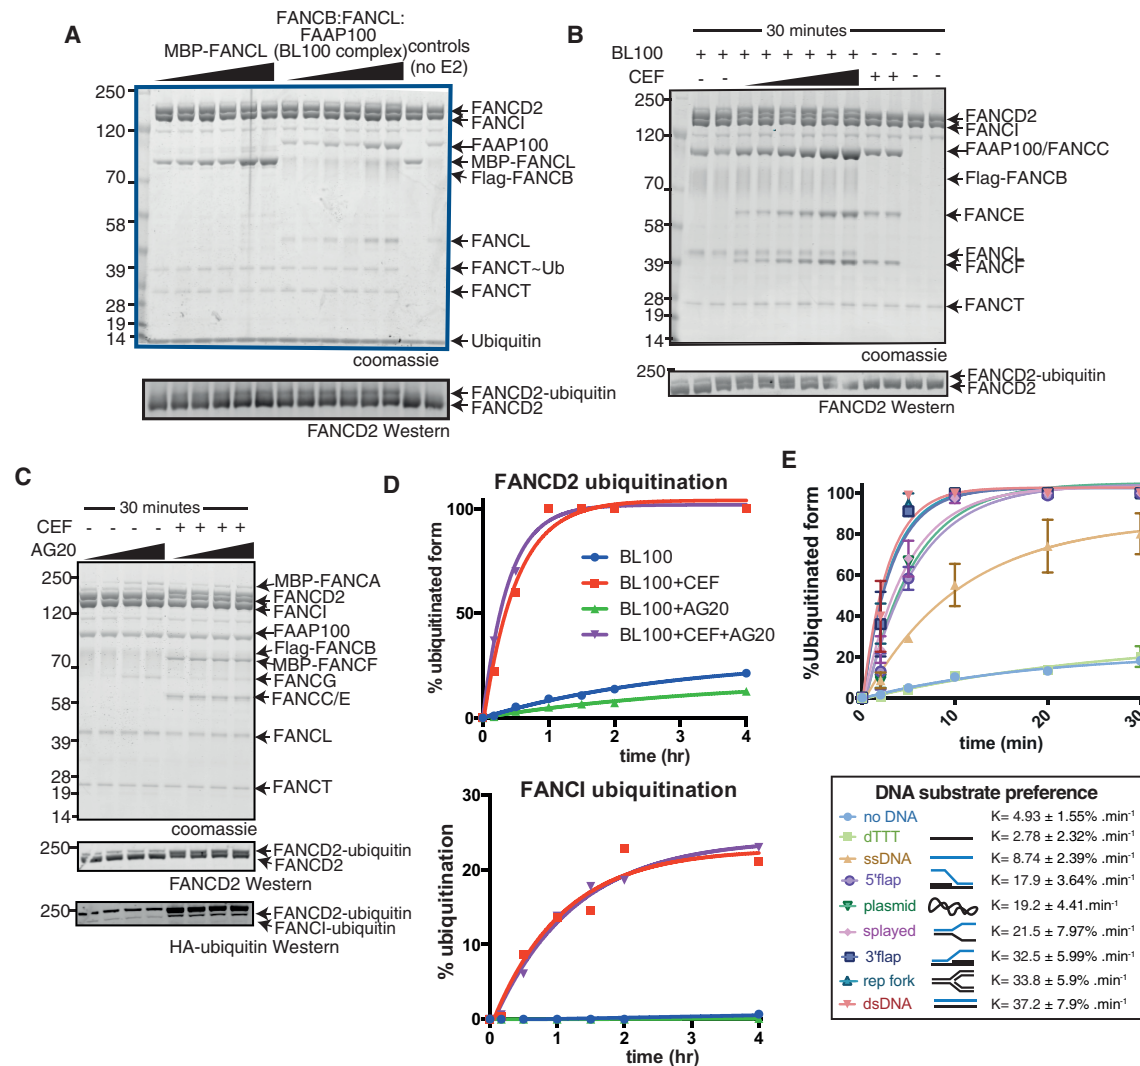 A
MBP-FANCL
FANCB:FANCL:
FAAP100
(BL100 complex)
controls
(no E2)
250
120
70
58
39
28
19
14
FANCD2
FANCI
FAAP100
MBP-FANCL
Flag-FANCB
FANCL
FANCT~Ub
FANCT
Ubiquitin
coomassie
FANCD2-ubiquitin
FANCD2
FANCD2 Western
B
30 minutes
BL100 + + + + + + + + - - - -
CEF - - + + - -
250
120
70
58
39
28
19
14
FANCD2
FANCI
FAAP100/FANCC
Flag-FANCB
FANCE
FANCL
FANCF
FANCT
coomassie
250
FANCD2-ubiquitin
FANCD2
FANCD2 Western
C
30 minutes
CEF - - - - + + + +
AG20
250
120
70
58
39
28
19
14
MBP-FANCA
FANCD2
FANCI
FAAP100
Flag-FANCB
MBP-FANCF
FANCG
FANCC/E
FANCL
FANCT
coomassie
250
FANCD2-ubiquitin
FANCD2
FANCD2 Western
250
FANCD2-ubiquitin
FANCI-ubiquitin
HA-ubiquitin Western
D
FANCD2 ubiquitination
% ubiquitinated form
100
50
0
0 1 2 3 4
time (hr)
BL100
BL100+CEF
BL100+AG20
BL100+CEF+AG20
FANCI ubiquitination
% ubiquitination
30
20
10
0
0 1 2 3 4
time (hr)
E
%Ubiquitinated form
100
80
60
40
20
0
0 10 20 30
time (min)
DNA substrate preference
no DNA K= 4.93 ± 1.55% .min-1
dTTT K= 2.78 ± 2.32% .min-1
ssDNA K= 8.74 ± 2.39% .min-1
5'flap K= 17.9 ± 3.64% .min-1
plasmid K= 19.2 ± 4.41.min-1
splayed K= 21.5 ± 7.97% .min-1
3'flap K= 32.5 ± 5.99% .min-1
rep fork K= 33.8 ± 5.9% .min-1
dsDNA K= 37.2 ± 7.9% .min-1